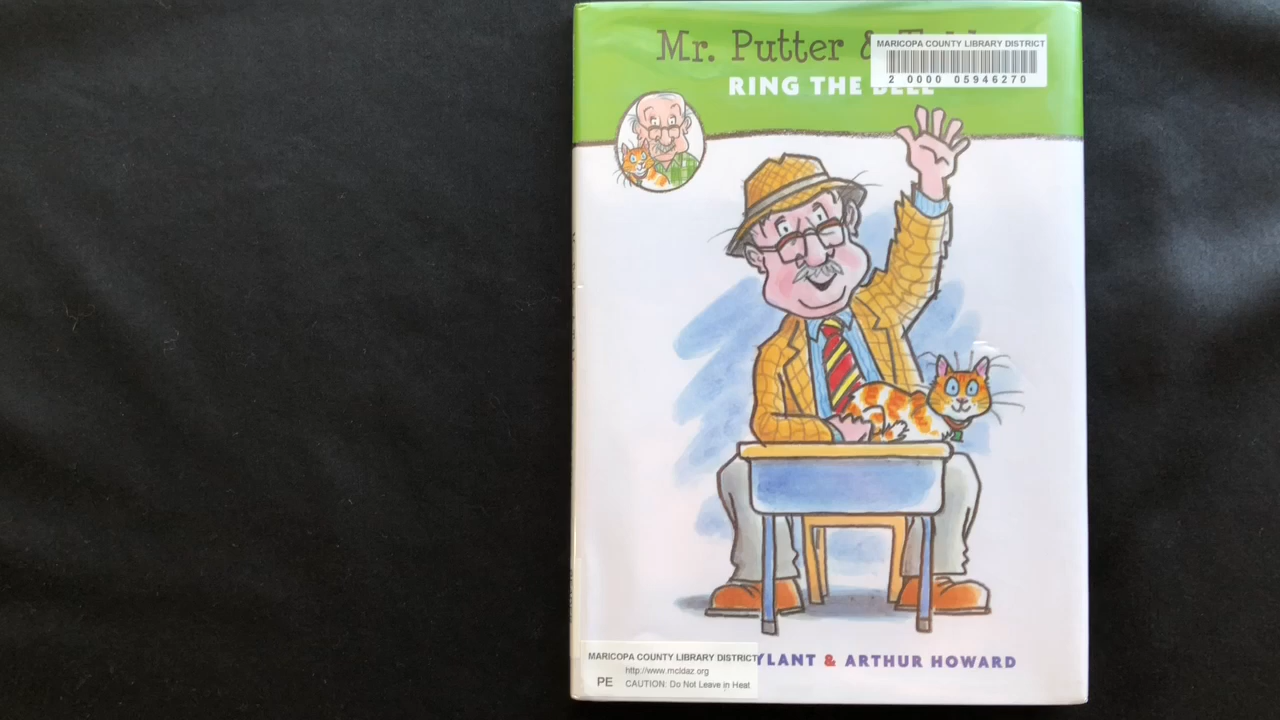 Mr. Putter &
MARICOPA COUNTY LIBRARY DISTRICT
2 0000 05946270
RING THE BELL
MARICOPA COUNTY LIBRARY DISTRICT
http://www.mcldaz.org
PE CAUTION: Do Not Leave in Heat
YLANT & ARTHUR HOWARD